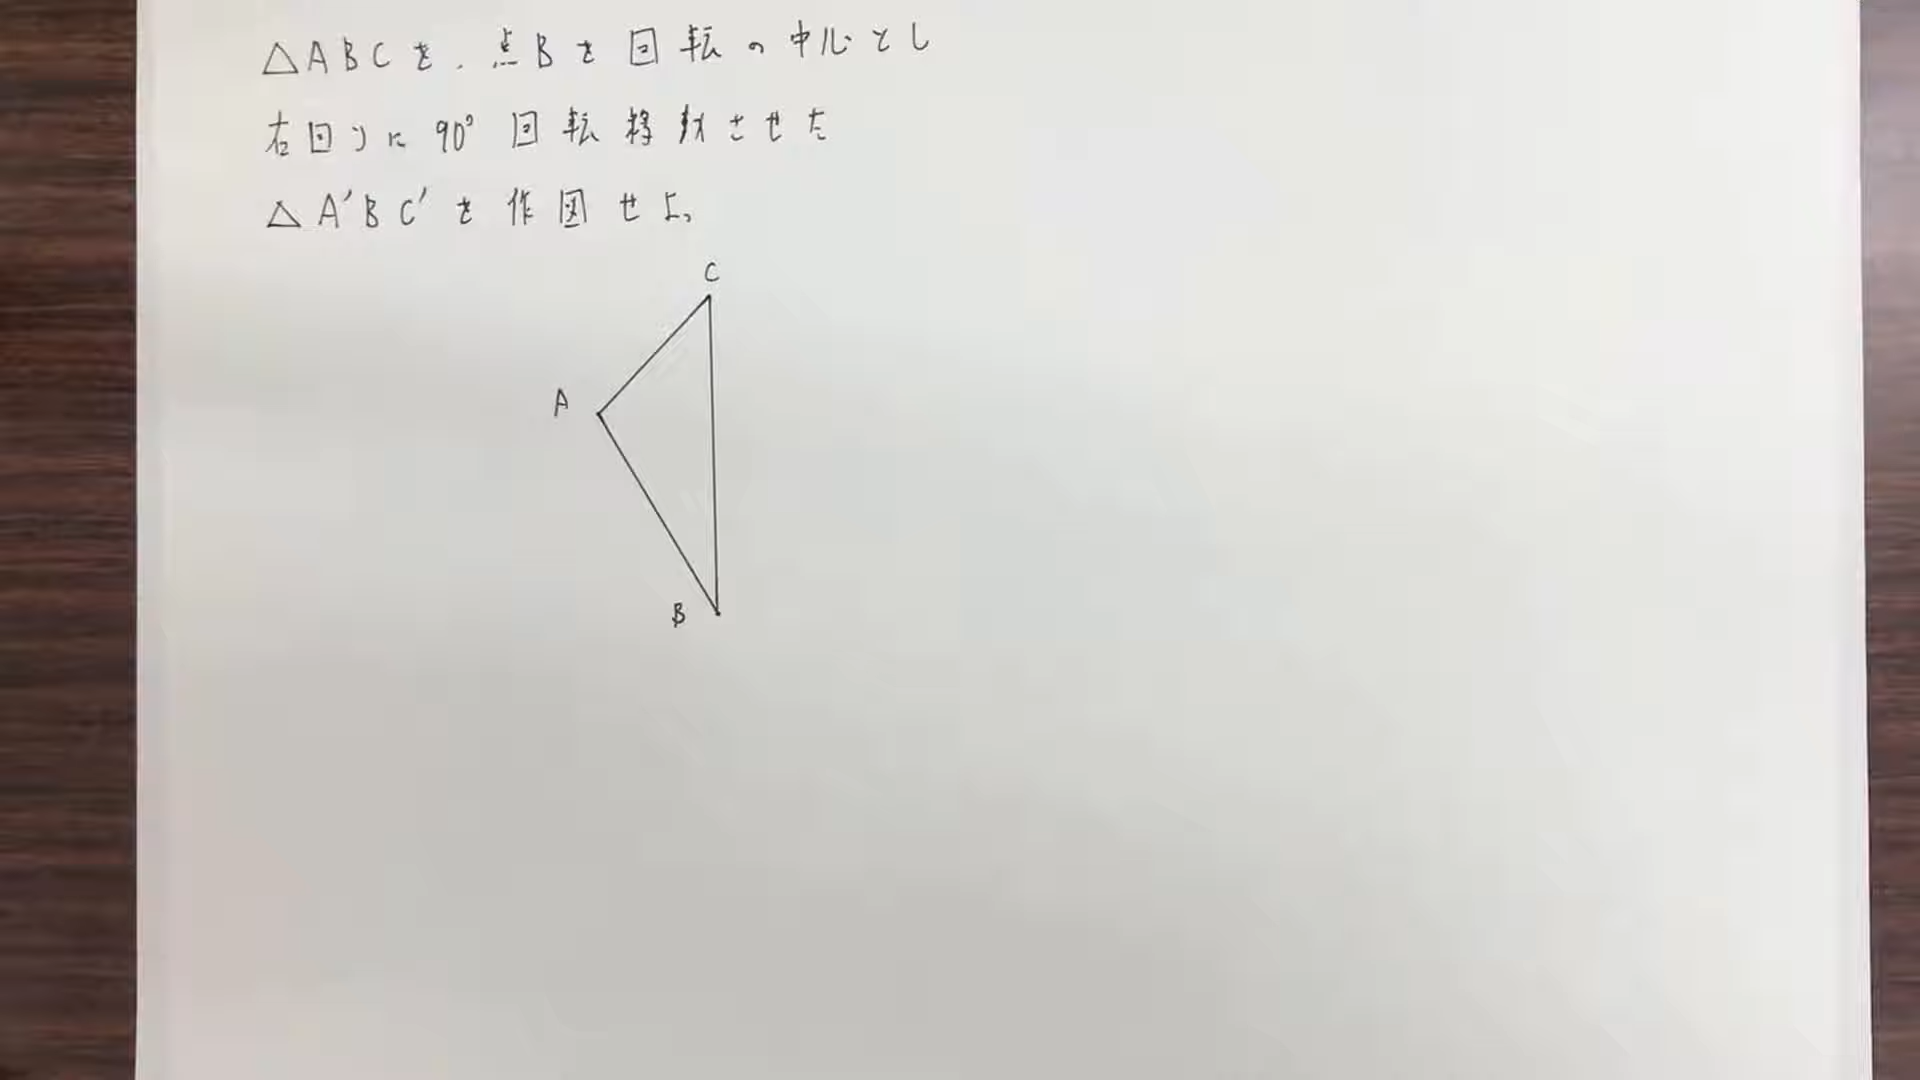 △ABCを、点Bを回転の中心とし
右回りに90°回転移動させた
△A'BC'を作図せよ。
C
A
B